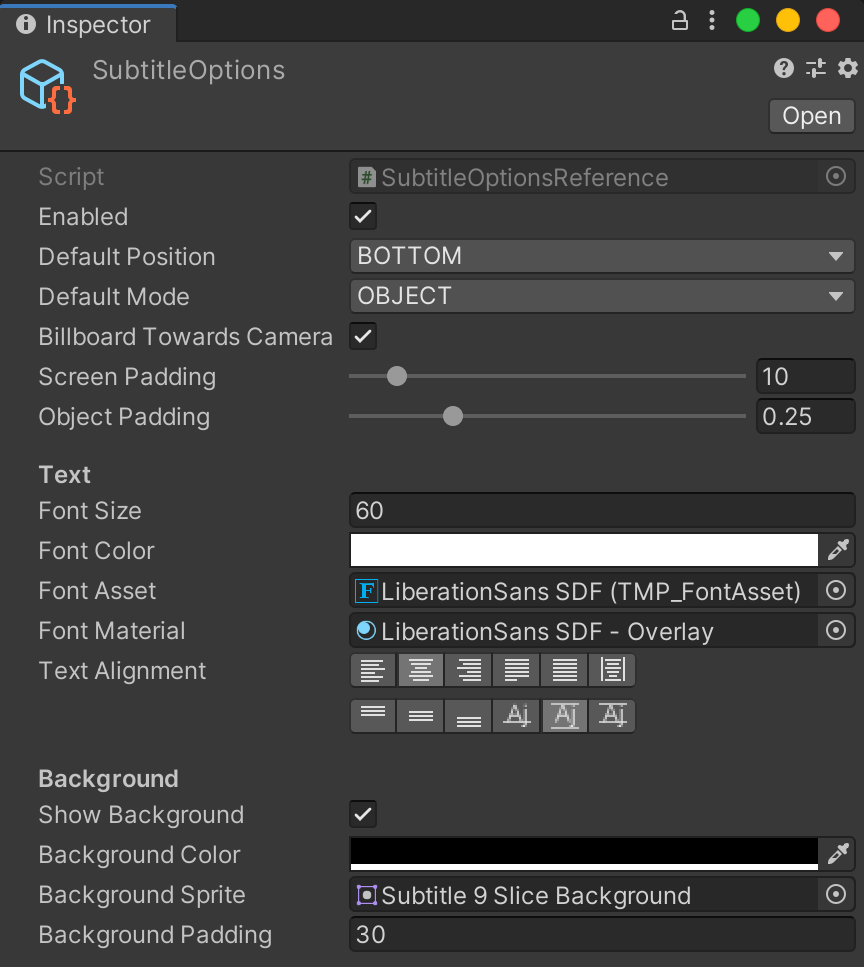 Inspector
SubtitleOptions
Open
Script
SubtitleOptionsReference
Enabled
Default Position
BOTTOM
Default Mode
OBJECT
Billboard Towards Camera
Screen Padding
10
Object Padding
0.25
Text
Font Size
60
Font Color
Font Asset
LiberationSans SDF (TMP_FontAsset)
Font Material
LiberationSans SDF - Overlay
Text Alignment
Background
Show Background
Background Color
Background Sprite
Subtitle 9 Slice Background
Background Padding
30